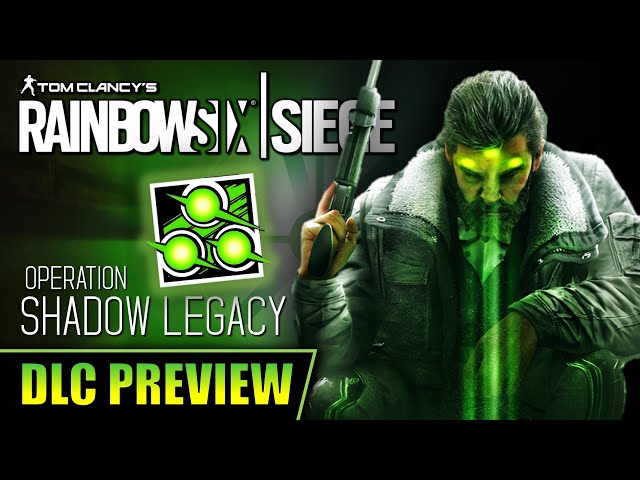 TOM CLANCY'S
RAINBOWSIX|SIEGE
OPERATION
SHADOW LEGACY
DLC PREVIEW